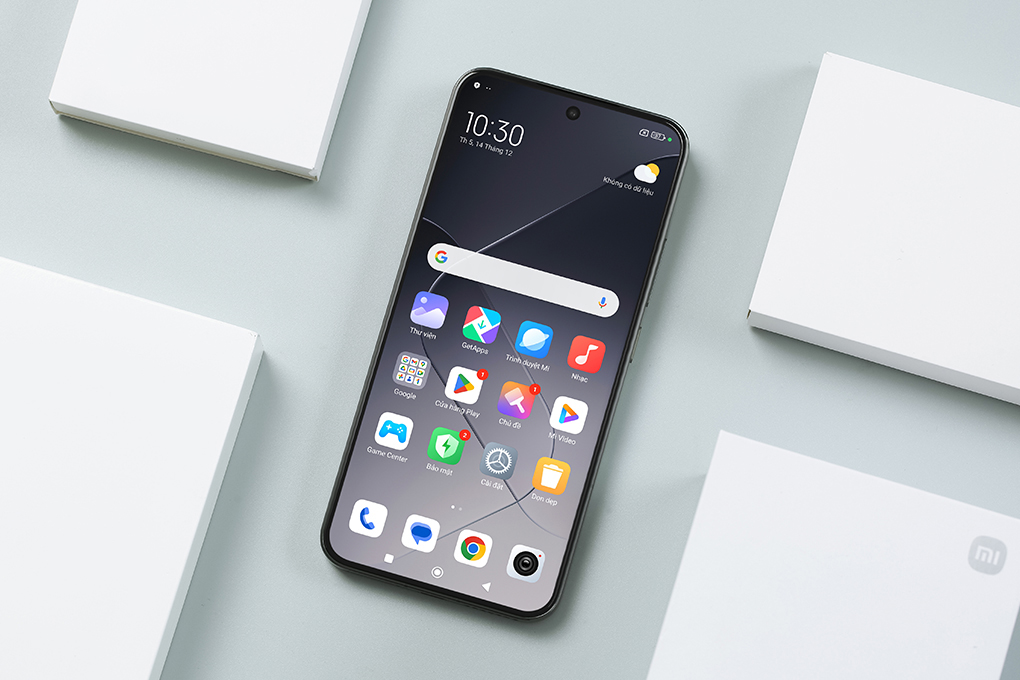 10:30
Th 5, 14 Tháng 12
Không có dữ liệu
Thư viện
GetApps
Trình duyệt Mi
Nhạc
Google
1
Cửa hàng Play
1
Chủ đề
Mi Video
Game Center
2
Bảo mật
Cài đặt
Dọn dẹp
mi